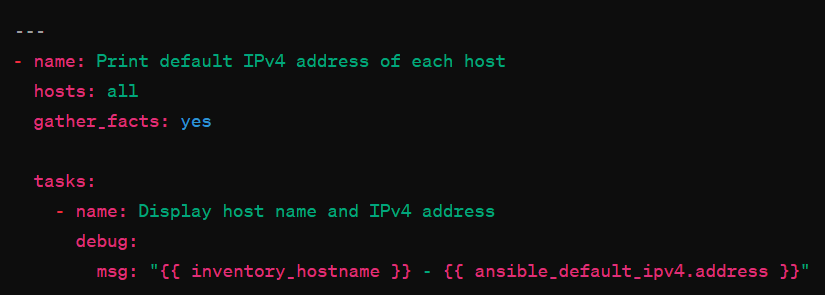 ---
- name: Print default IPv4 address of each host
  hosts: all
  gather_facts: yes

  tasks:
    - name: Display host name and IPv4 address
      debug:
        msg: "{{ inventory_hostname }} - {{ ansible_default_ipv4.address }}"